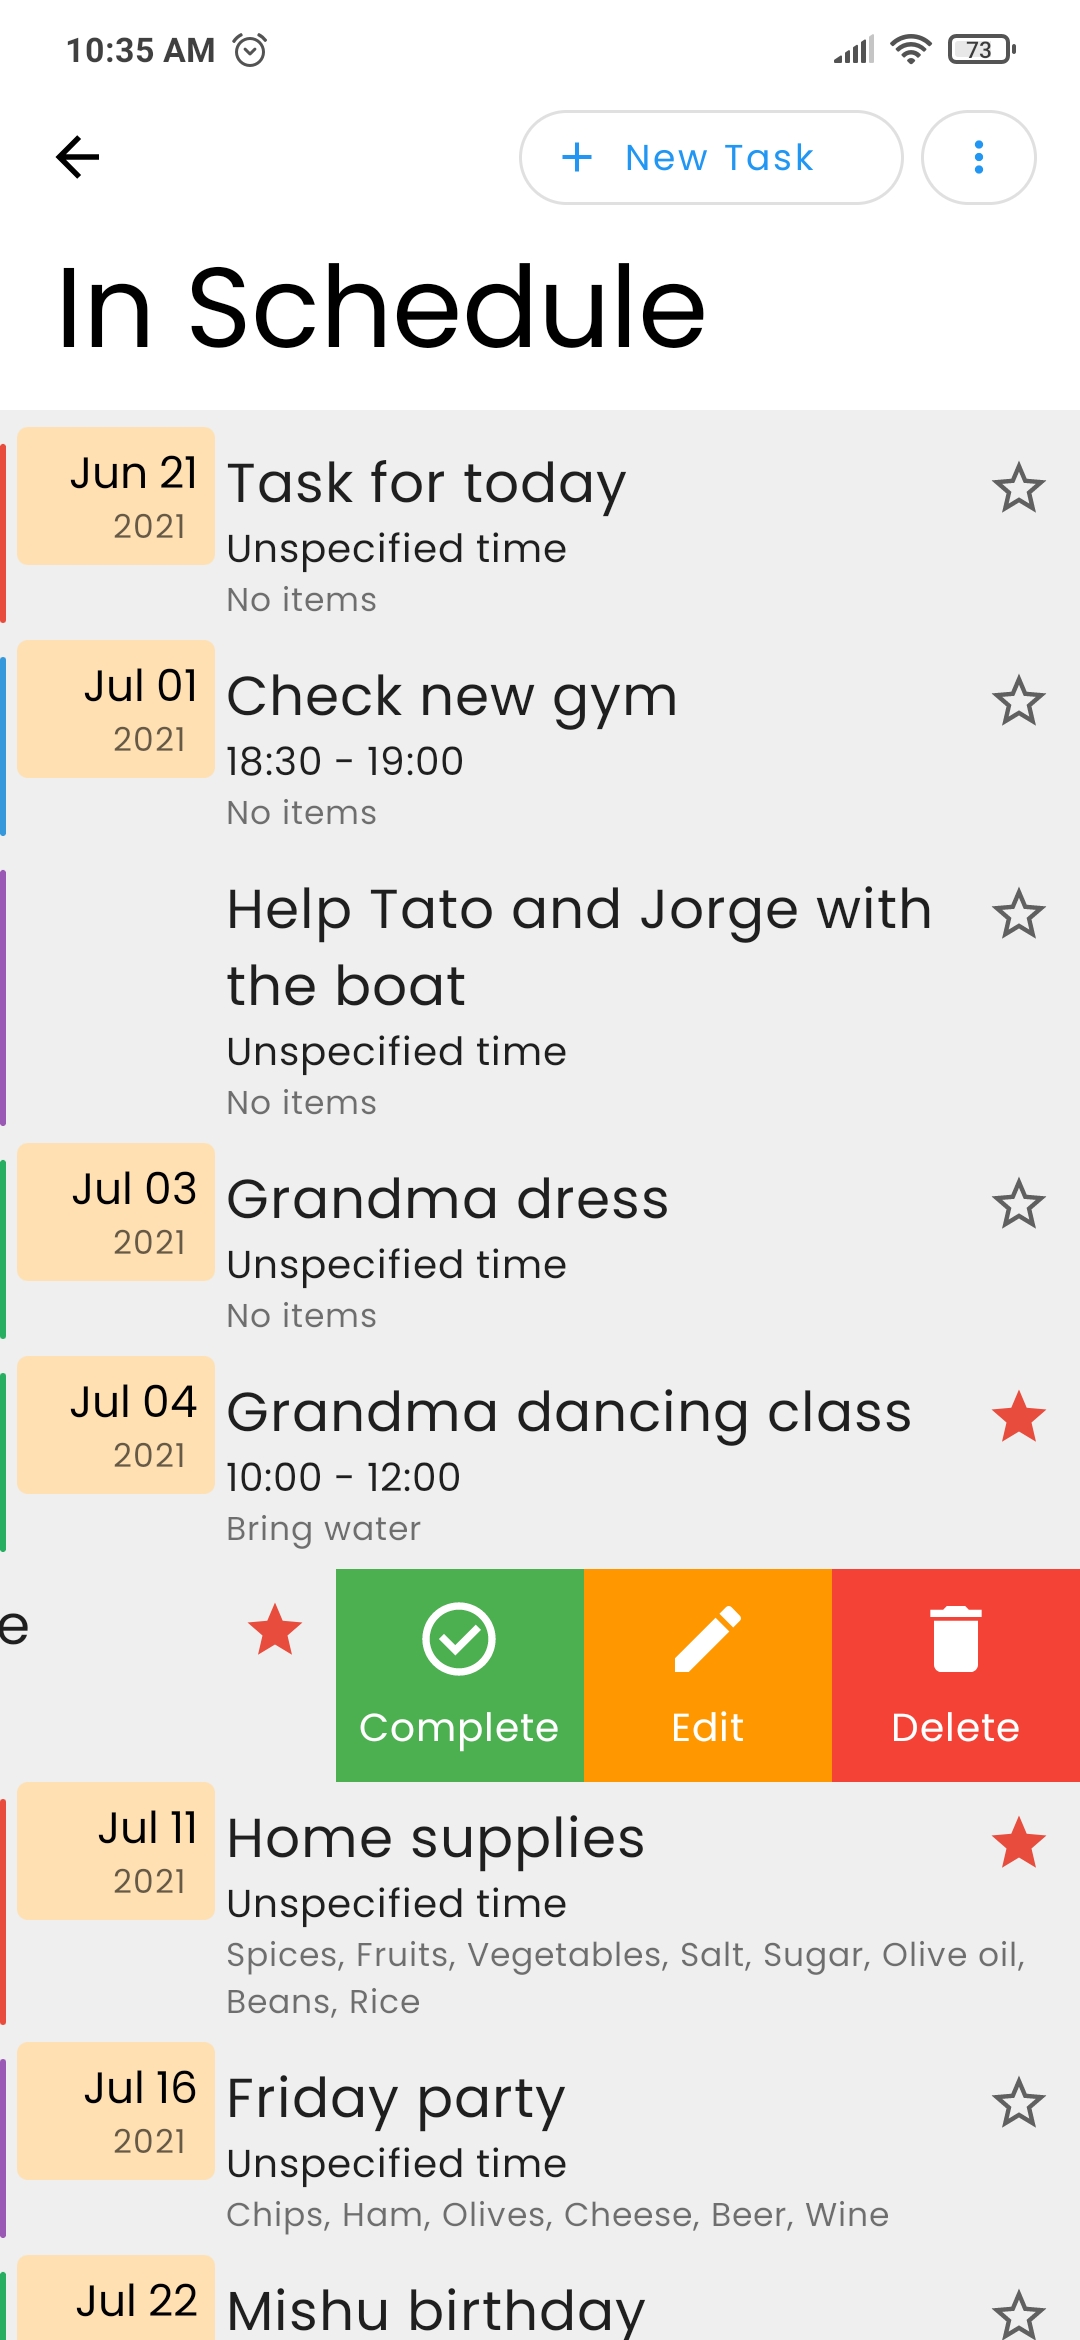 10:35 AM
73
New Task
In Schedule
Jun 21
2021
Task for today
Unspecified time
No items
Jul 01
2021
Check new gym
18:30 - 19:00
No items
Help Tato and Jorge with
the boat
Unspecified time
No items
Jul 03
2021
Grandma dress
Unspecified time
No items
Jul 04
2021
Grandma dancing class
10:00 - 12:00
Bring water
e
Complete
Edit
Delete
Jul 11
2021
Home supplies
Unspecified time
Spices, Fruits, Vegetables, Salt, Sugar, Olive oil,
Beans, Rice
Jul 16
2021
Friday party
Unspecified time
Chips, Ham, Olives, Cheese, Beer, Wine
Jul 22
Mishu birthday